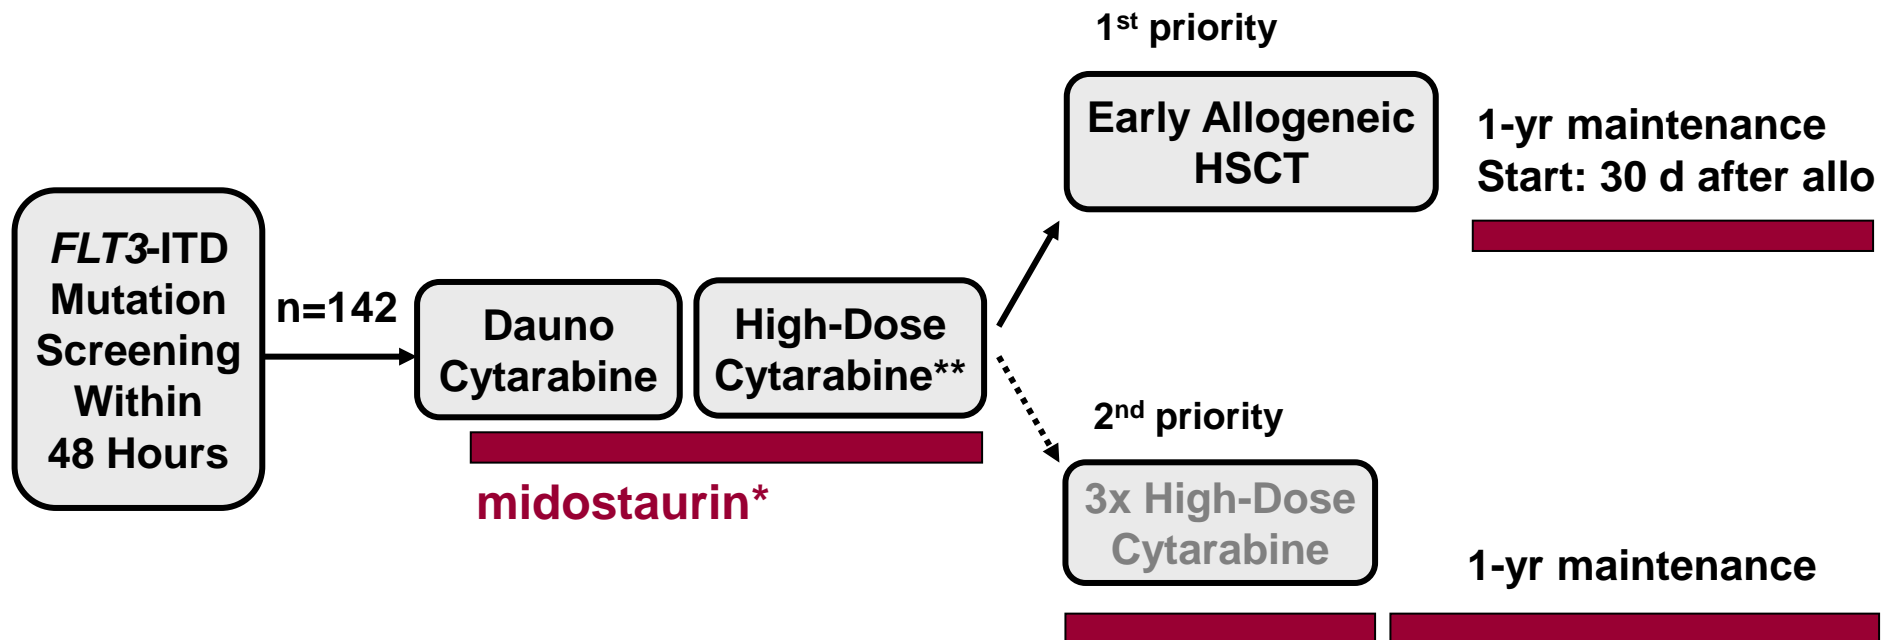 FLT3-ITD
Mutation
Screening
Within
48 Hours
n=142
Dauno
Cytarabine
High-Dose
Cytarabine**
midostaurin*
1st priority
Early Allogeneic
HSCT
1-yr maintenance
Start: 30 d after allo
2nd priority
3x High-Dose
Cytarabine
1-yr maintenance